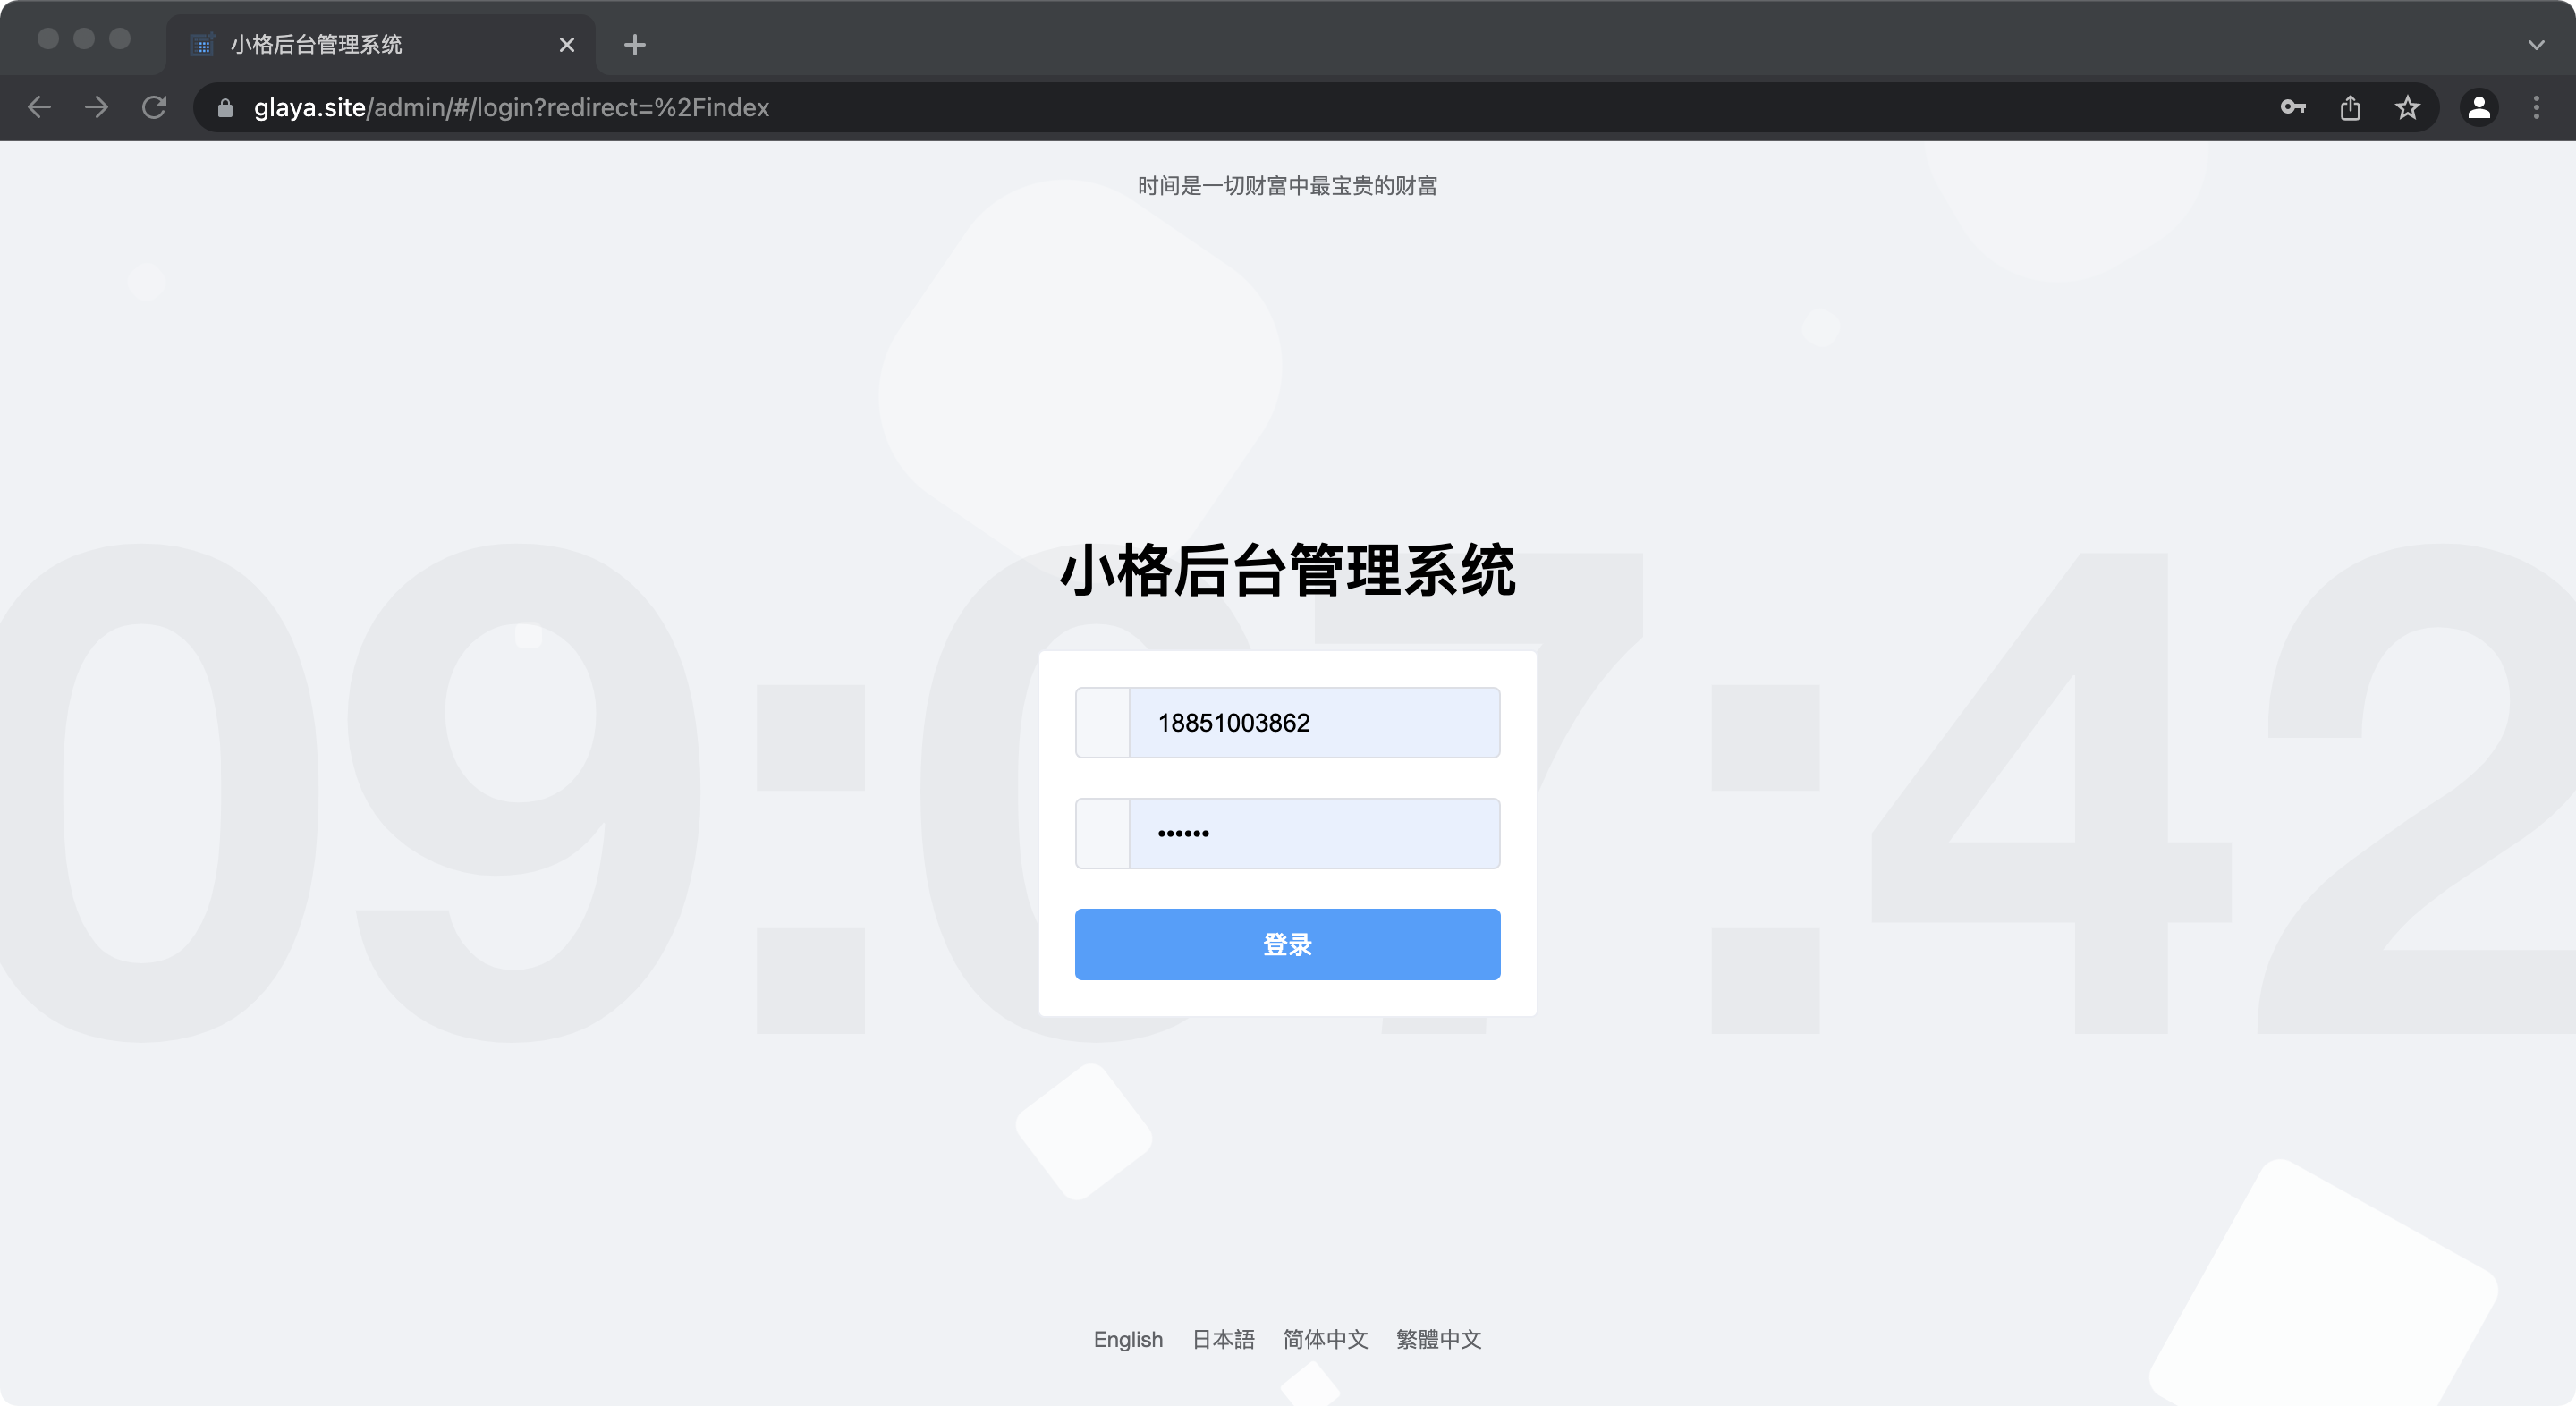 小格后台管理系统
glaya.site/admin/#/login?redirect=%2Findex
时间是一切财富中最宝贵的财富
09:07:42
小格后台管理系统
18851003862
••••••
登录
English 日本語 简体中文 繁體中文